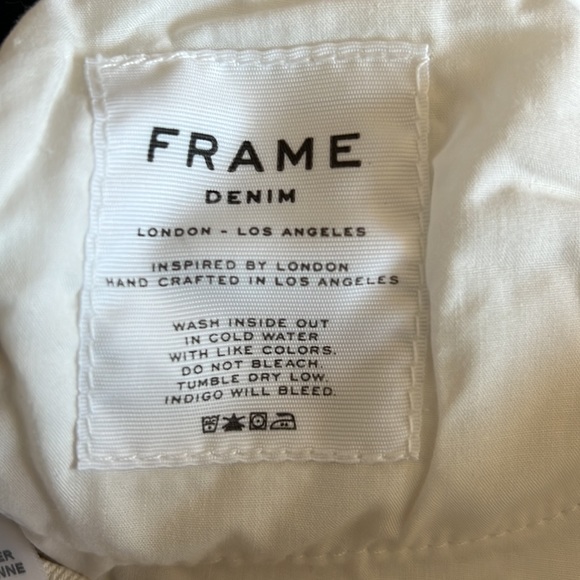 FRAME
DENIM
LONDON - LOS ANGELES
INSPIRED BY LONDON
HAND CRAFTED IN LOS ANGELES
WASH INSIDE OUT
IN COLD WATER
WITH LIKE COLORS.
DO NOT BLEACH
TUMBLE DRY LOW.
INDIGO WILL BLEED.